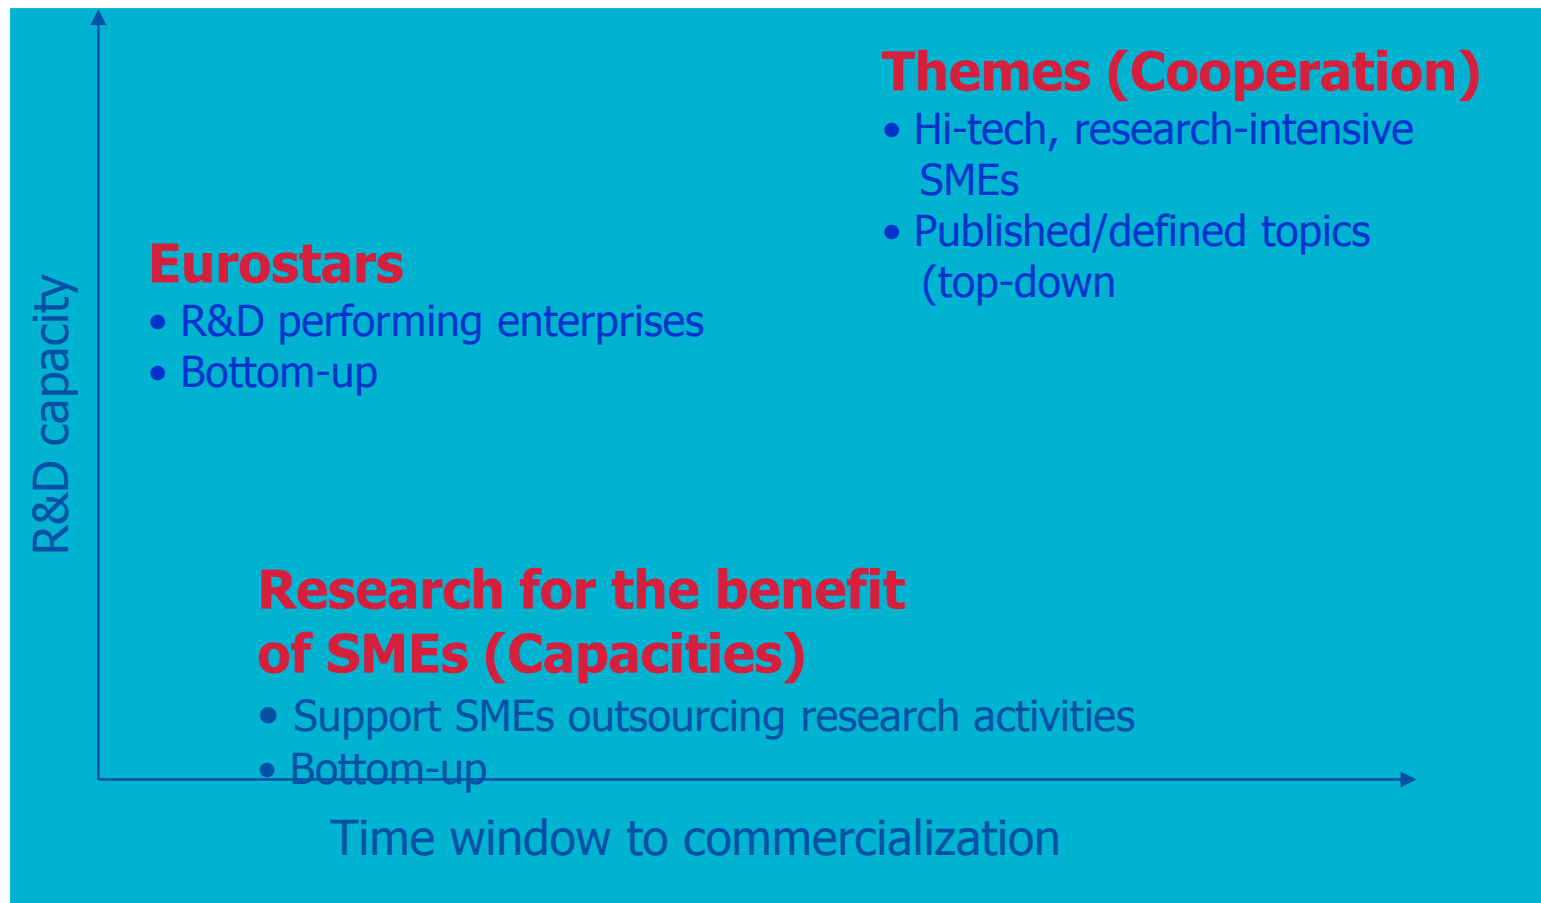 Themes (Cooperation)
• Hi-tech, research-intensive
SMEs
• Published/defined topics
(top-down
Eurostars
• R&D performing enterprises
• Bottom-up
R&D capacity
Research for the benefit
of SMEs (Capacities)
• Support SMEs outsourcing research activities
• Bottom-up
Time window to commercialization